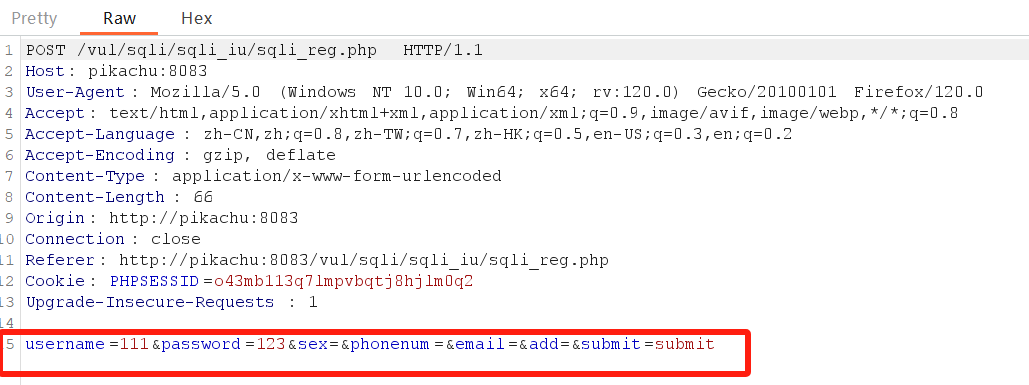 Pretty Raw Hex
1 POST /vul/sqli/sqli_iu/sqli_reg.php HTTP/1.1
2 Host: pikachu:8083
3 User-Agent: Mozilla/5.0 (Windows NT 10.0; Win64; x64; rv:120.0) Gecko/20100101 Firefox/120.0
4 Accept: text/html,application/xhtml+xml,application/xml;q=0.9,image/avif,image/webp,*/*;q=0.8
5 Accept-Language: zh-CN,zh;q=0.8,zh-TW;q=0.7,zh-HK;q=0.5,en-US;q=0.3,en;q=0.2
6 Accept-Encoding: gzip, deflate
7 Content-Type: application/x-www-form-urlencoded
8 Content-Length: 66
9 Origin: http://pikachu:8083
10 Connection: close
11 Referer: http://pikachu:8083/vul/sqli/sqli_iu/sqli_reg.php
12 Cookie: PHPSESSID=o43mb113q7lmpvbqtj8hjlm0q2
13 Upgrade-Insecure-Requests: 1
14
5 username=111&password=123&sex=&phonenum=&email=&add=&submit=submit